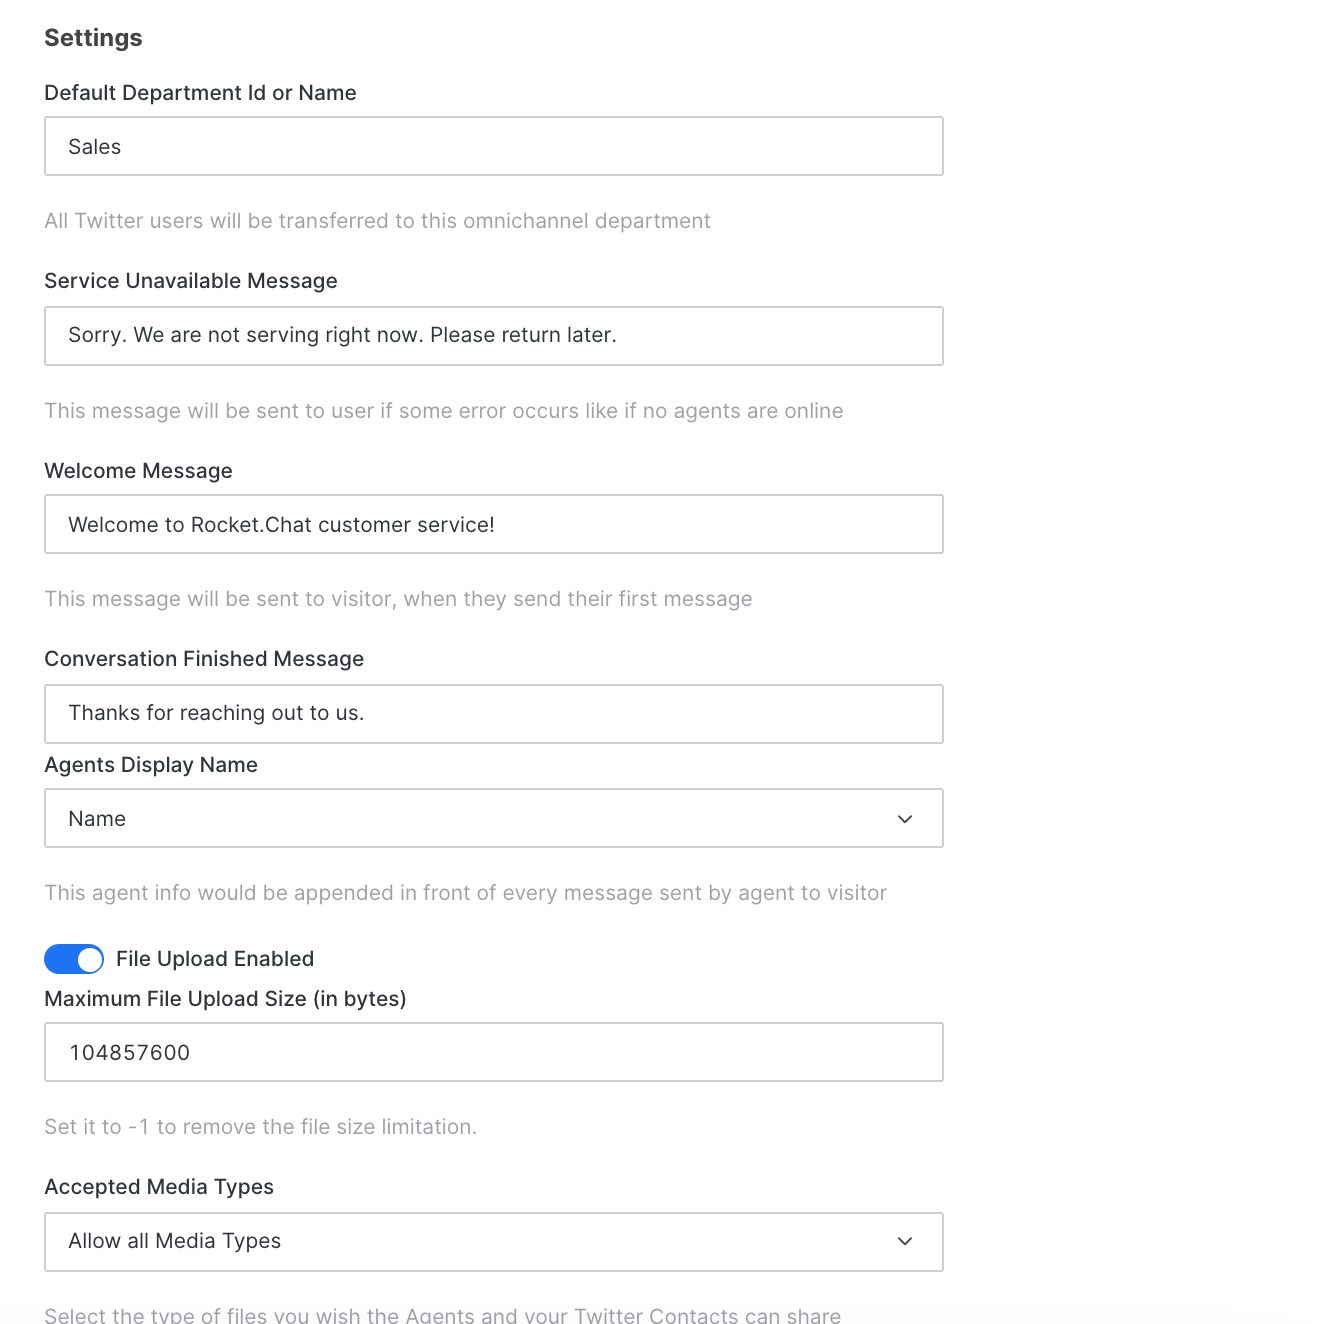 Settings
Default Department Id or Name
Sales
All Twitter users will be transferred to this omnichannel department
Service Unavailable Message
Sorry. We are not serving right now. Please return later.
This message will be sent to user if some error occurs like if no agents are online
Welcome Message
Welcome to Rocket.Chat customer service!
This message will be sent to visitor, when they send their first message
Conversation Finished Message
Thanks for reaching out to us.
Agents Display Name
Name
This agent info would be appended in front of every message sent by agent to visitor
File Upload Enabled
Maximum File Upload Size (in bytes)
104857600
Set it to -1 to remove the file size limitation.
Accepted Media Types
Allow all Media Types
Select the type of files you wish the Agents and your Twitter Contacts can share